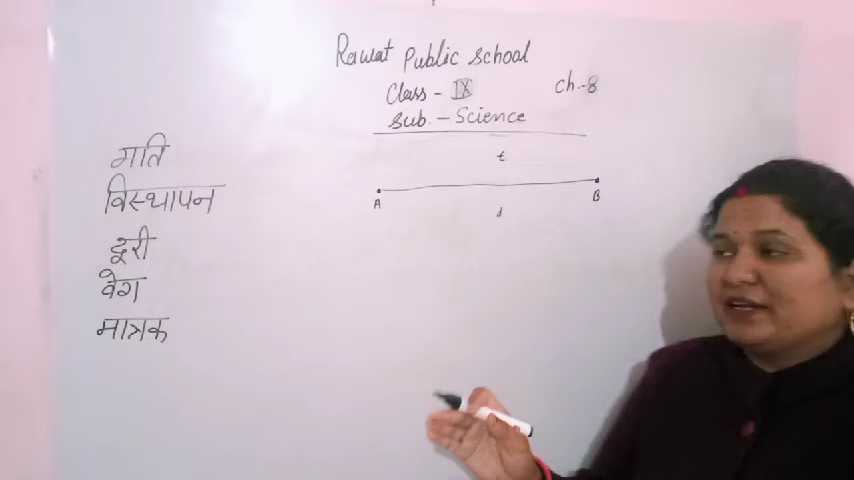 Rawat Public School
Class - IX Ch.-8
Sub. - Science
गति
विस्थापन
दूरी
वेग
मात्रक
t
A B
d